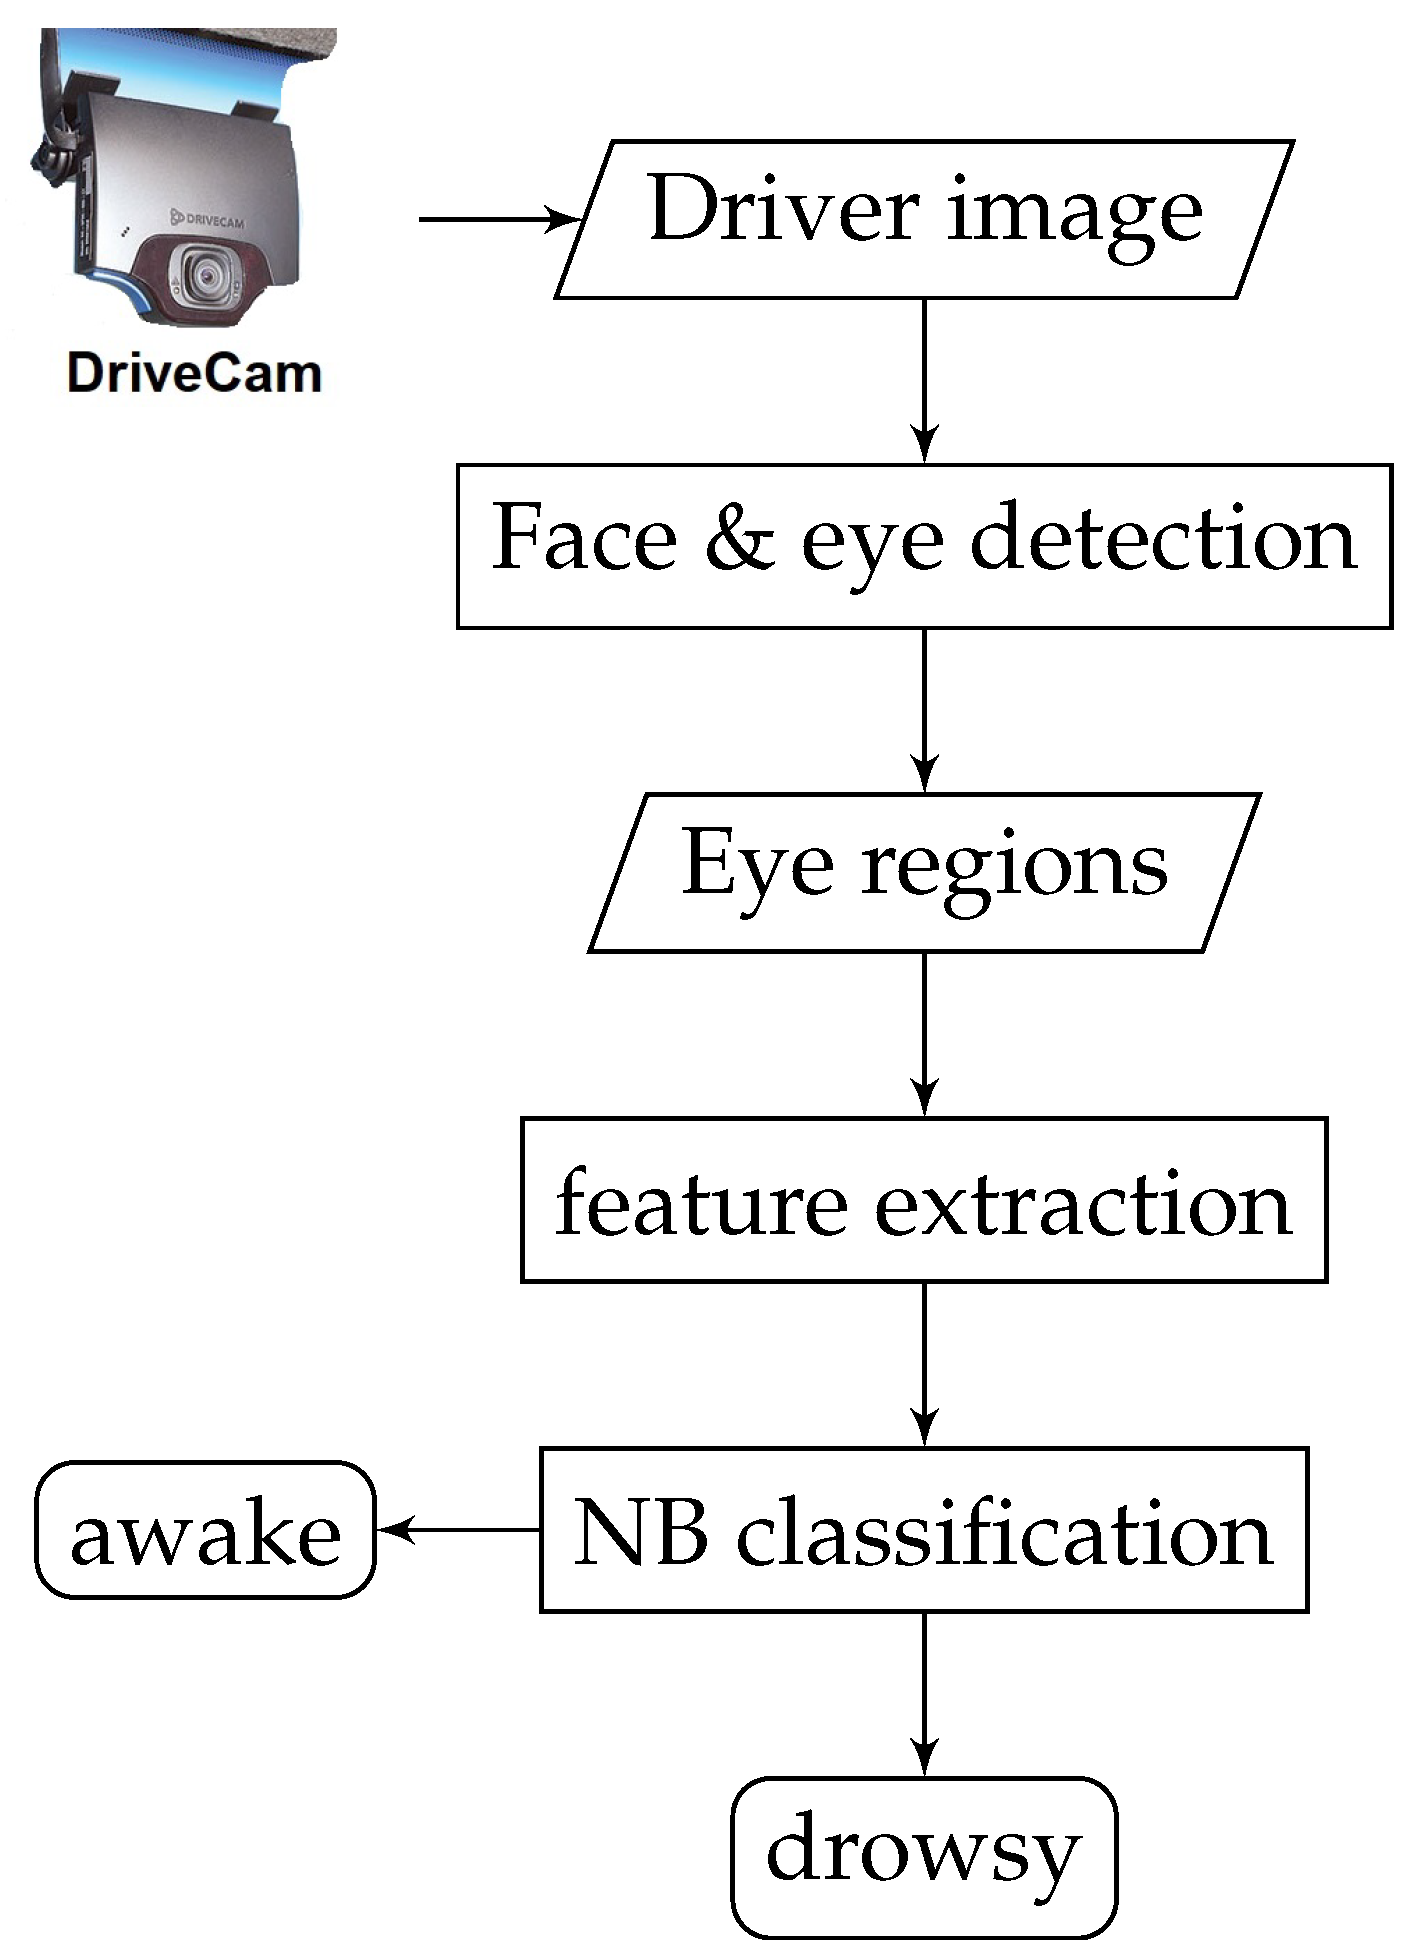 DRIVECAM
DriveCam
Driver image
Face & eye detection
Eye regions
feature extraction
NB classification
awake
drowsy